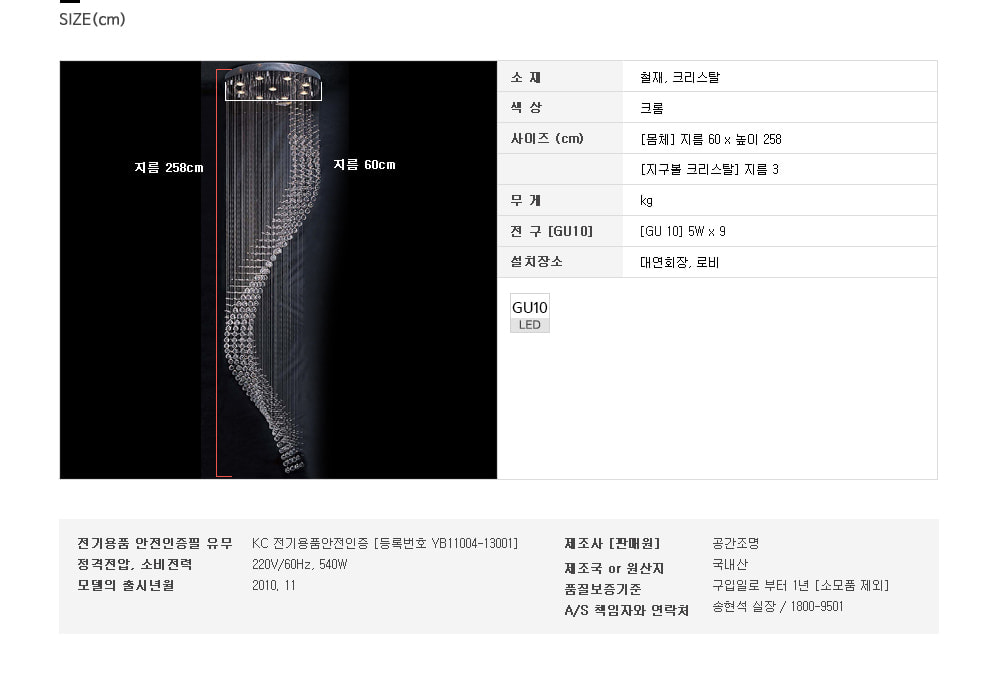 SIZE(cm)
지름 258cm
지름 60cm
소 재 철재, 크리스탈
색 상 크롬
사이즈 (cm) [몸체] 지름 60 x 높이 258
[지구볼 크리스탈] 지름 3
무 게 kg
전 구 [GU10] [GU 10] 5W x 9
설치장소 대연회장, 로비
GU10
LED
전기용품 안전인증필 유무 KC 전기용품안전인증 [등록번호 YB11004-13001]
정격전압, 소비전력 220V/60Hz, 540W
모델의 출시년월 2010, 11
제조사 [판매원] 공간조명
제조국 or 원산지 국내산
품질보증기준 구입일로 부터 1년 [소모품 제외]
A/S 책임자와 연락처 송현석 실장 / 1800-9501